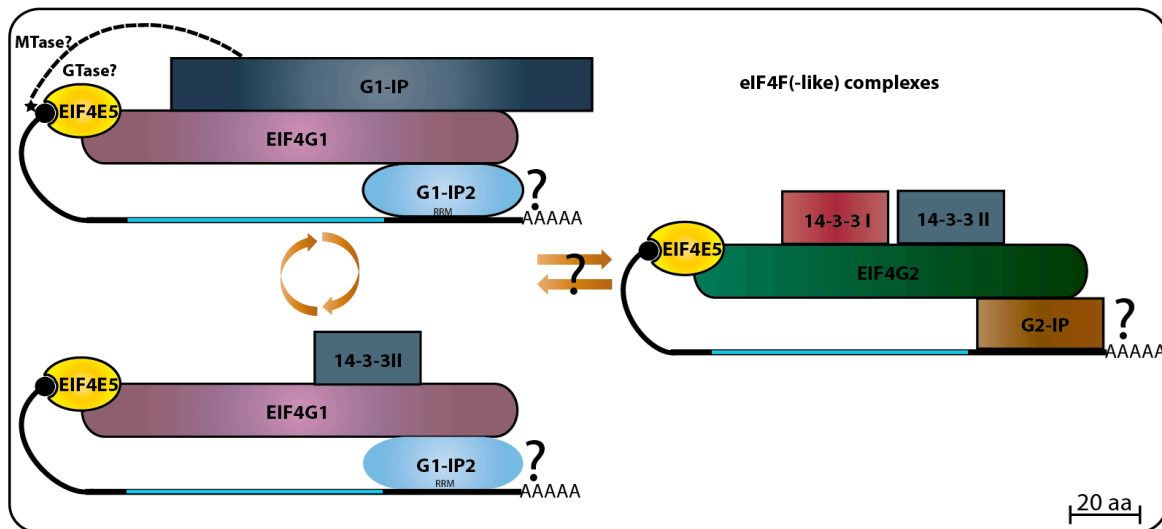 MTase?
GTase?
EIF4E5
G1-IP
EIF4G1
G1-IP2
RRM
?
AAAAA
eIF4F(-like) complexes
?
14-3-3 I
14-3-3 II
EIF4E5
EIF4G2
G2-IP
?
AAAAA
14-3-3II
EIF4E5
EIF4G1
G1-IP2
RRM
?
AAAAA
20 aa